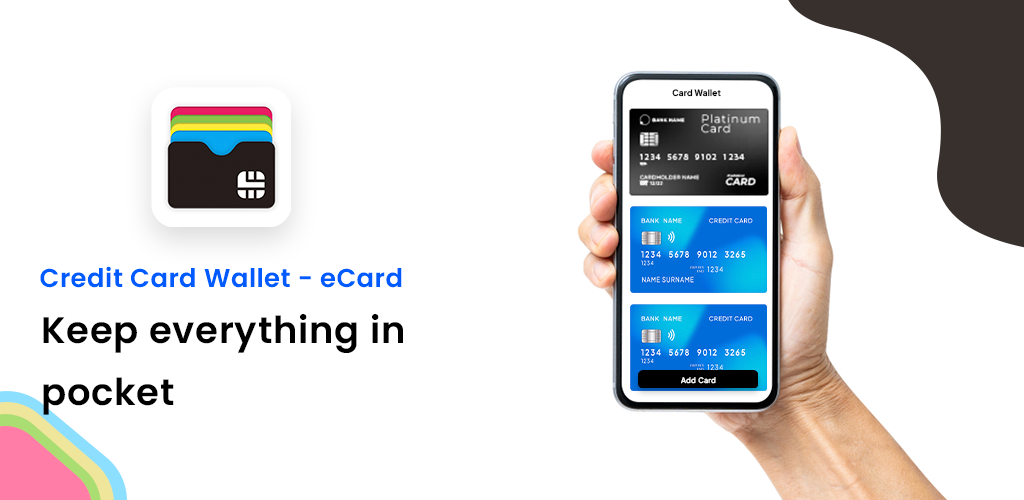 Credit Card Wallet - eCard
Keep everything in
pocket
Card Wallet
BANK NAME
Platinum
Card
1234 5678 9102 1234
CARDHOLDER NAME
12/23
CARD
BANK NAME CREDIT CARD
1234 5678 9012 3265
1234
1234
NAME SURNAME
BANK NAME CREDIT CARD
1234 5678 9012 3265
1234
1234
Add Card